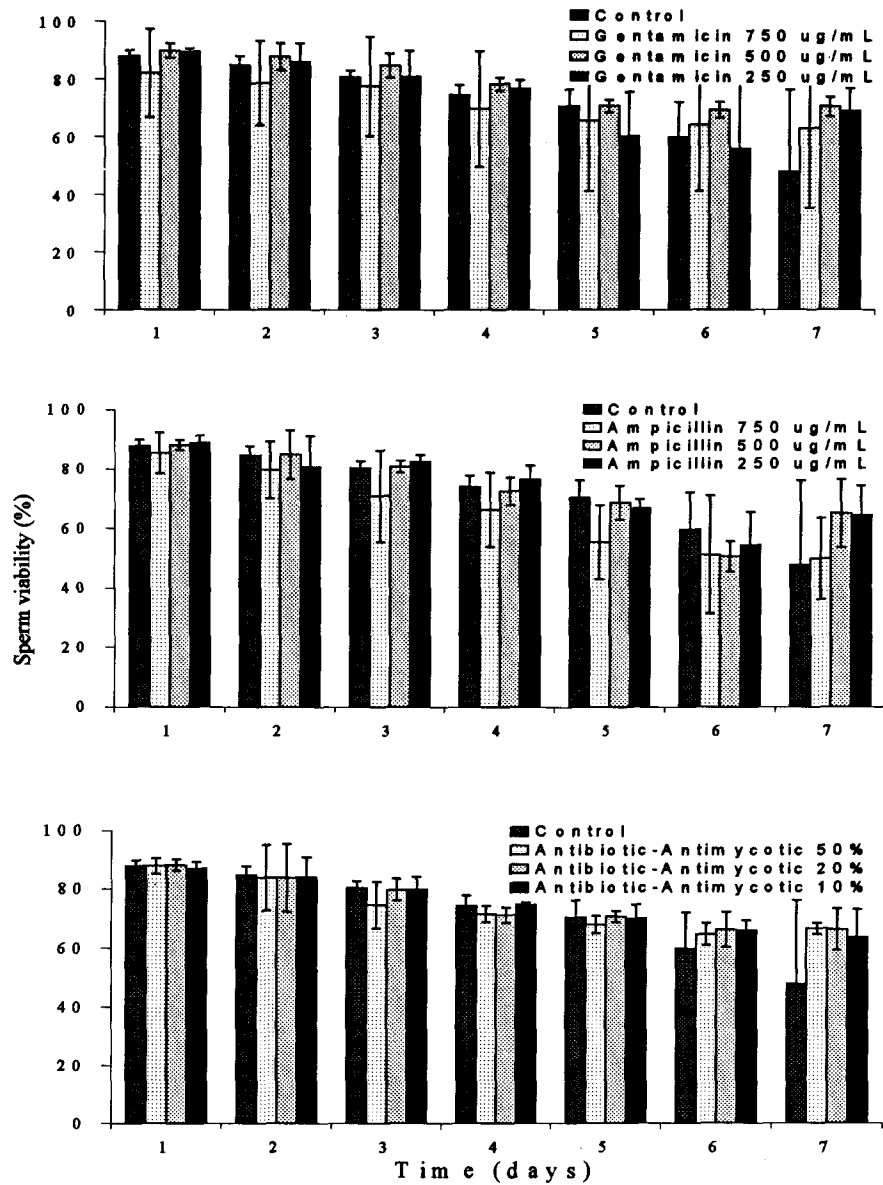 100
80
60
40
20
0
Control
Gentamicin 750 ug/mL
Gentamicin 500 ug/mL
Gentamicin 250 ug/mL
1 2 3 4 5 6 7
Sperm viability (%)
100
80
60
40
20
0
Control
Ampicillin 750 ug/mL
Ampicillin 500 ug/mL
Ampicillin 250 ug/mL
1 2 3 4 5 6 7
100
80
60
40
20
0
Control
Antibiotic-Antimycotic 50%
Antibiotic-Antimycotic 20%
Antibiotic-Antimycotic 10%
1 2 3 4 5 6 7
Time (days)